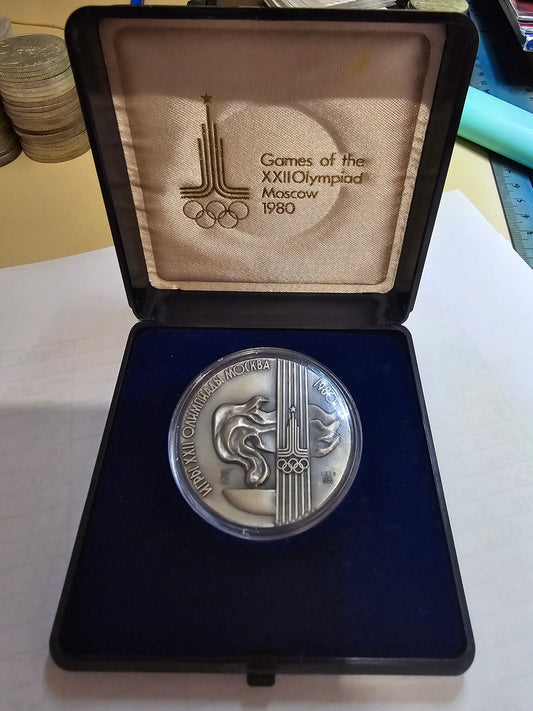 Games of the
XXII Olympiad
Moscow
1980
ИГРЫ XXII ОЛИМПИАДЫ МОСКВА 1980